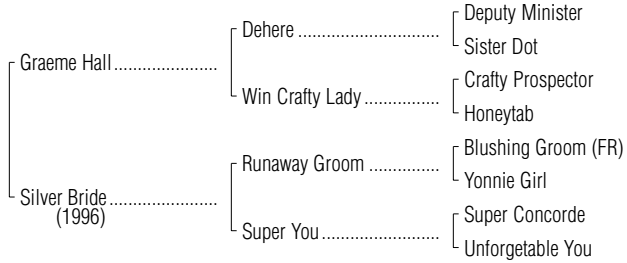 Deputy Minister
Dehere
Sister Dot
Graeme Hall
Crafty Prospector
Win Crafty Lady
Honeytab
Blushing Groom (FR)
Runaway Groom
Yonnie Girl
Silver Bride
(1996)
Super Concorde
Super You
Unforgetable You